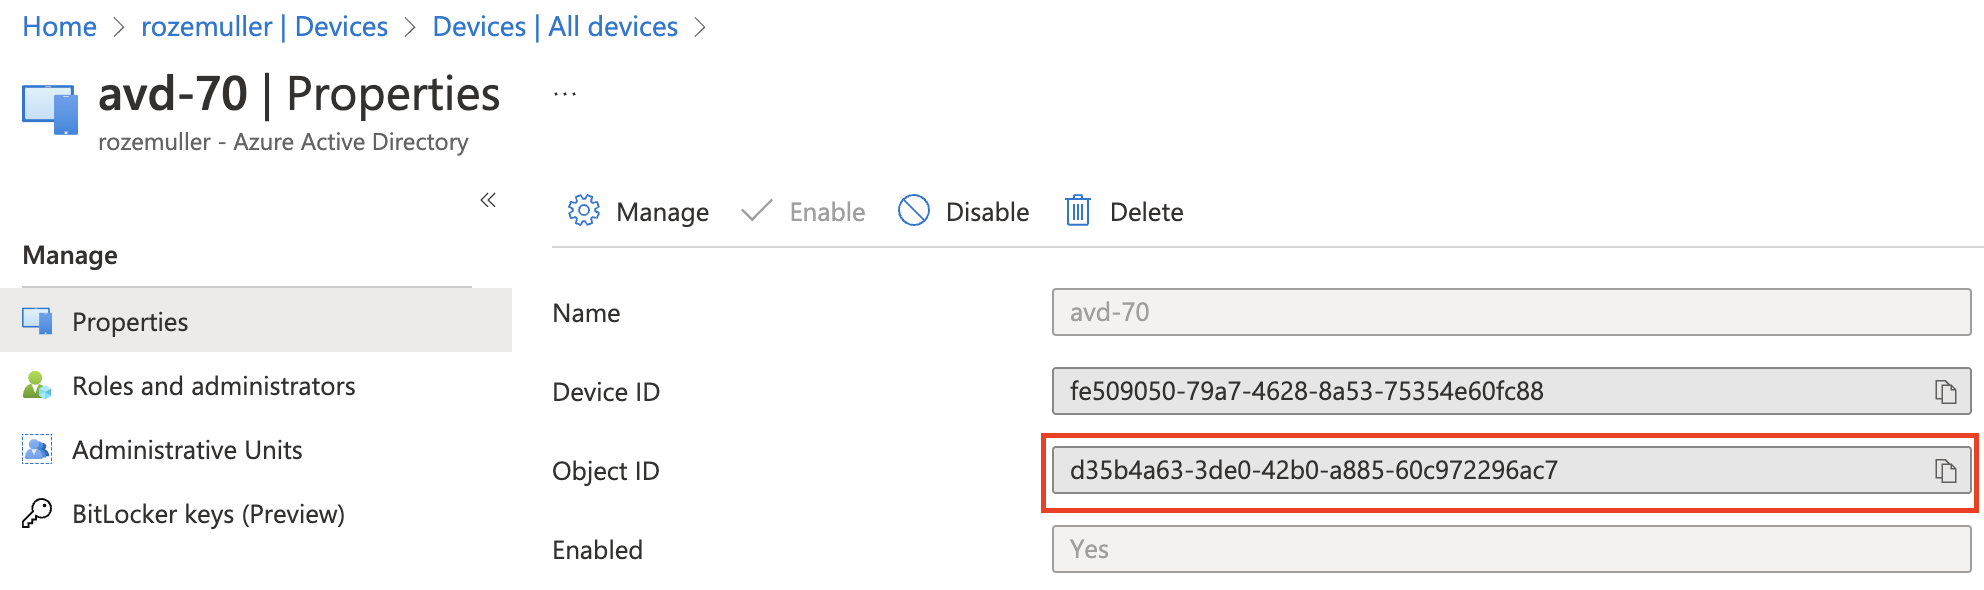 Home > rozemuller | Devices > Devices | All devices >
avd-70 | Properties ...
rozemuller - Azure Active Directory
«
Manage Enable Disable Delete
Manage
Properties
Roles and administrators
Administrative Units
BitLocker keys (Preview)
Name avd-70
Device ID fe509050-79a7-4628-8a53-75354e60fc88
Object ID d35b4a63-3de0-42b0-a885-60c972296ac7
Enabled Yes